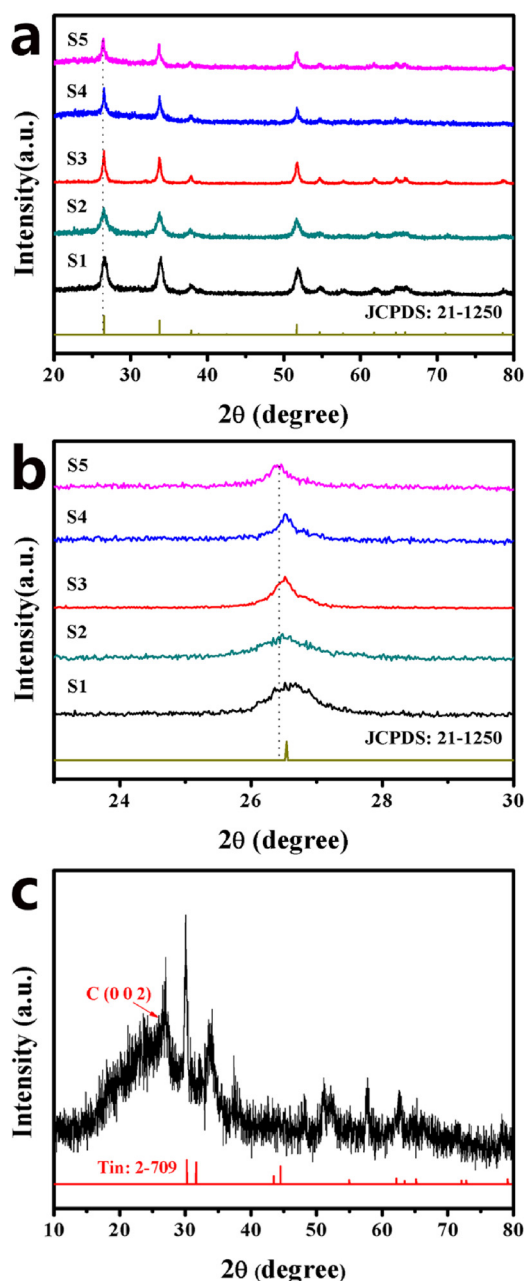 a
S5
S4
S3
S2
S1
JCPDS: 21-1250
Intensity(a.u.)
20 30 40 50 60 70 80
2θ (degree)
b
S5
S4
S3
S2
S1
JCPDS: 21-1250
Intensity(a.u.)
24 26 28 30
2θ (degree)
c
C (0 0 2)
Intensity (a.u.)
Tin: 2-709
10 20 30 40 50 60 70 80
2θ (degree)